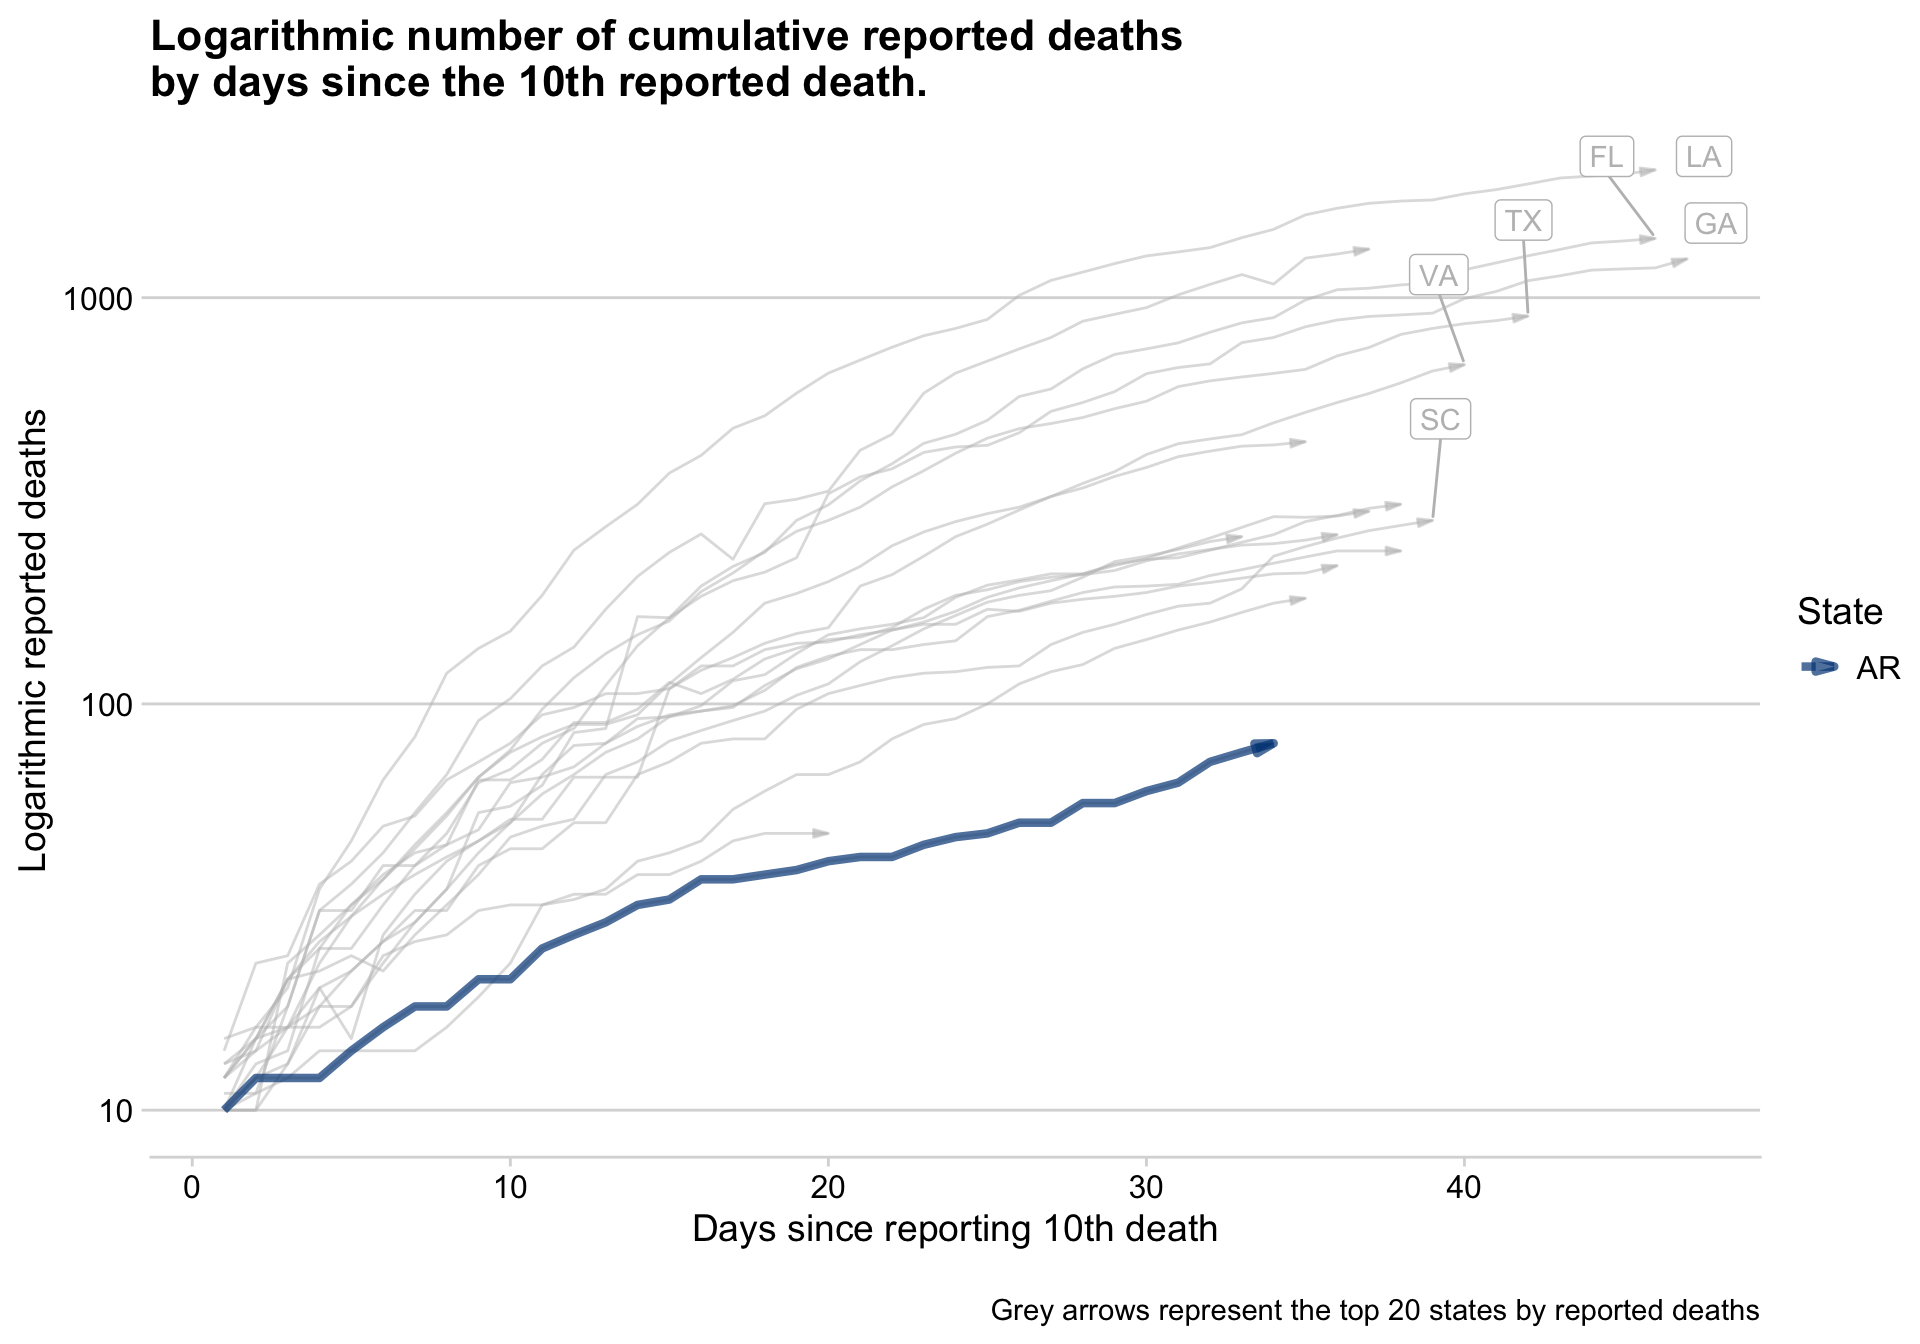 Logarithmic number of cumulative reported deaths
by days since the 10th reported death.
FL
LA
TX
GA
VA
SC
1000
100
10
Logarithmic reported deaths
State
AR
0
10
20
30
40
Days since reporting 10th death
Grey arrows represent the top 20 states by reported deaths